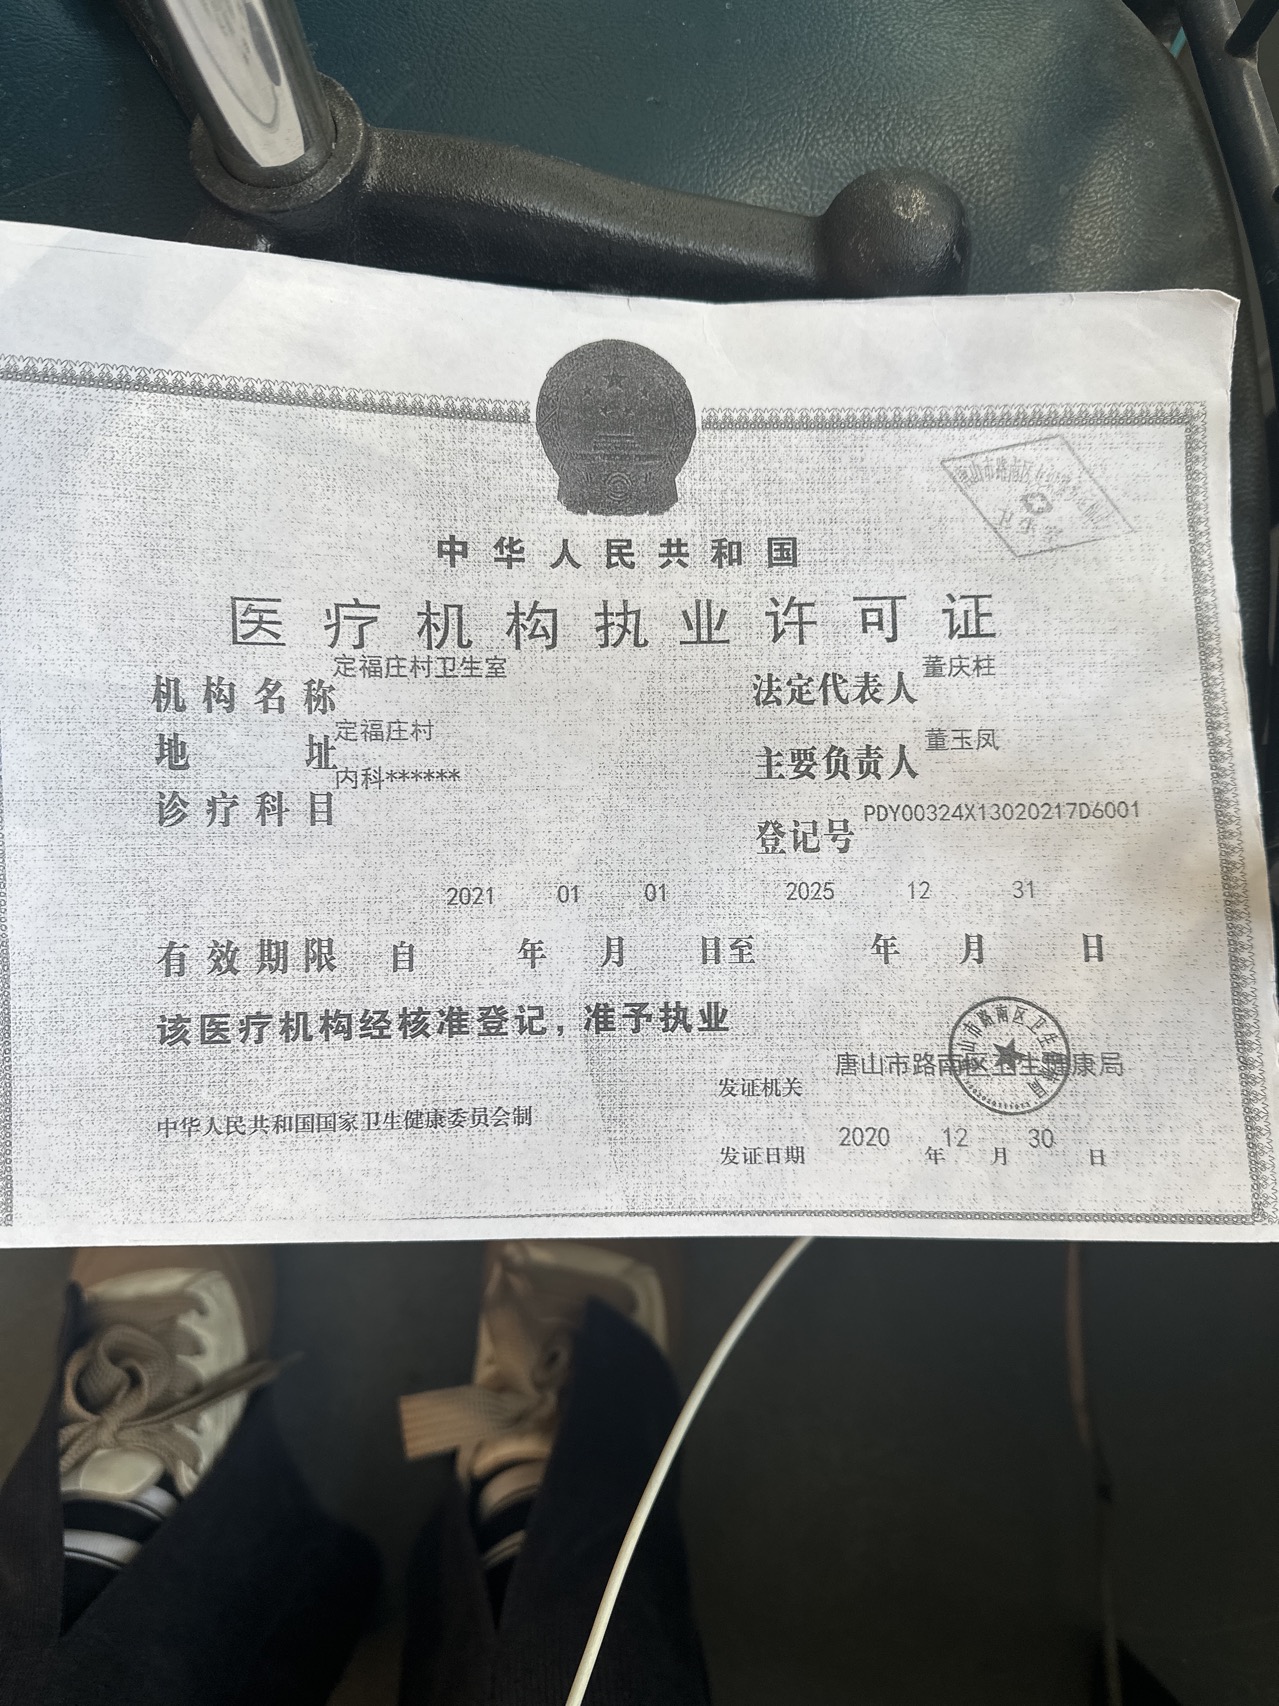 中华人民共和国
医疗机构执业许可证
机构名称 定福庄村卫生室
法定代表人 董庆柱
地址 定福庄村
主要负责人 董玉凤
诊疗科目 内科******
登记号 PDY00324X13020217D6001
有效期限 自 2021 年 01 月 01 日至 2025 年 12 月 31 日
该医疗机构经核准登记，准予执业
发证机关 唐山市路南区卫生健康局
中华人民共和国国家卫生健康委员会制
发证日期 2020 年 12 月 30 日